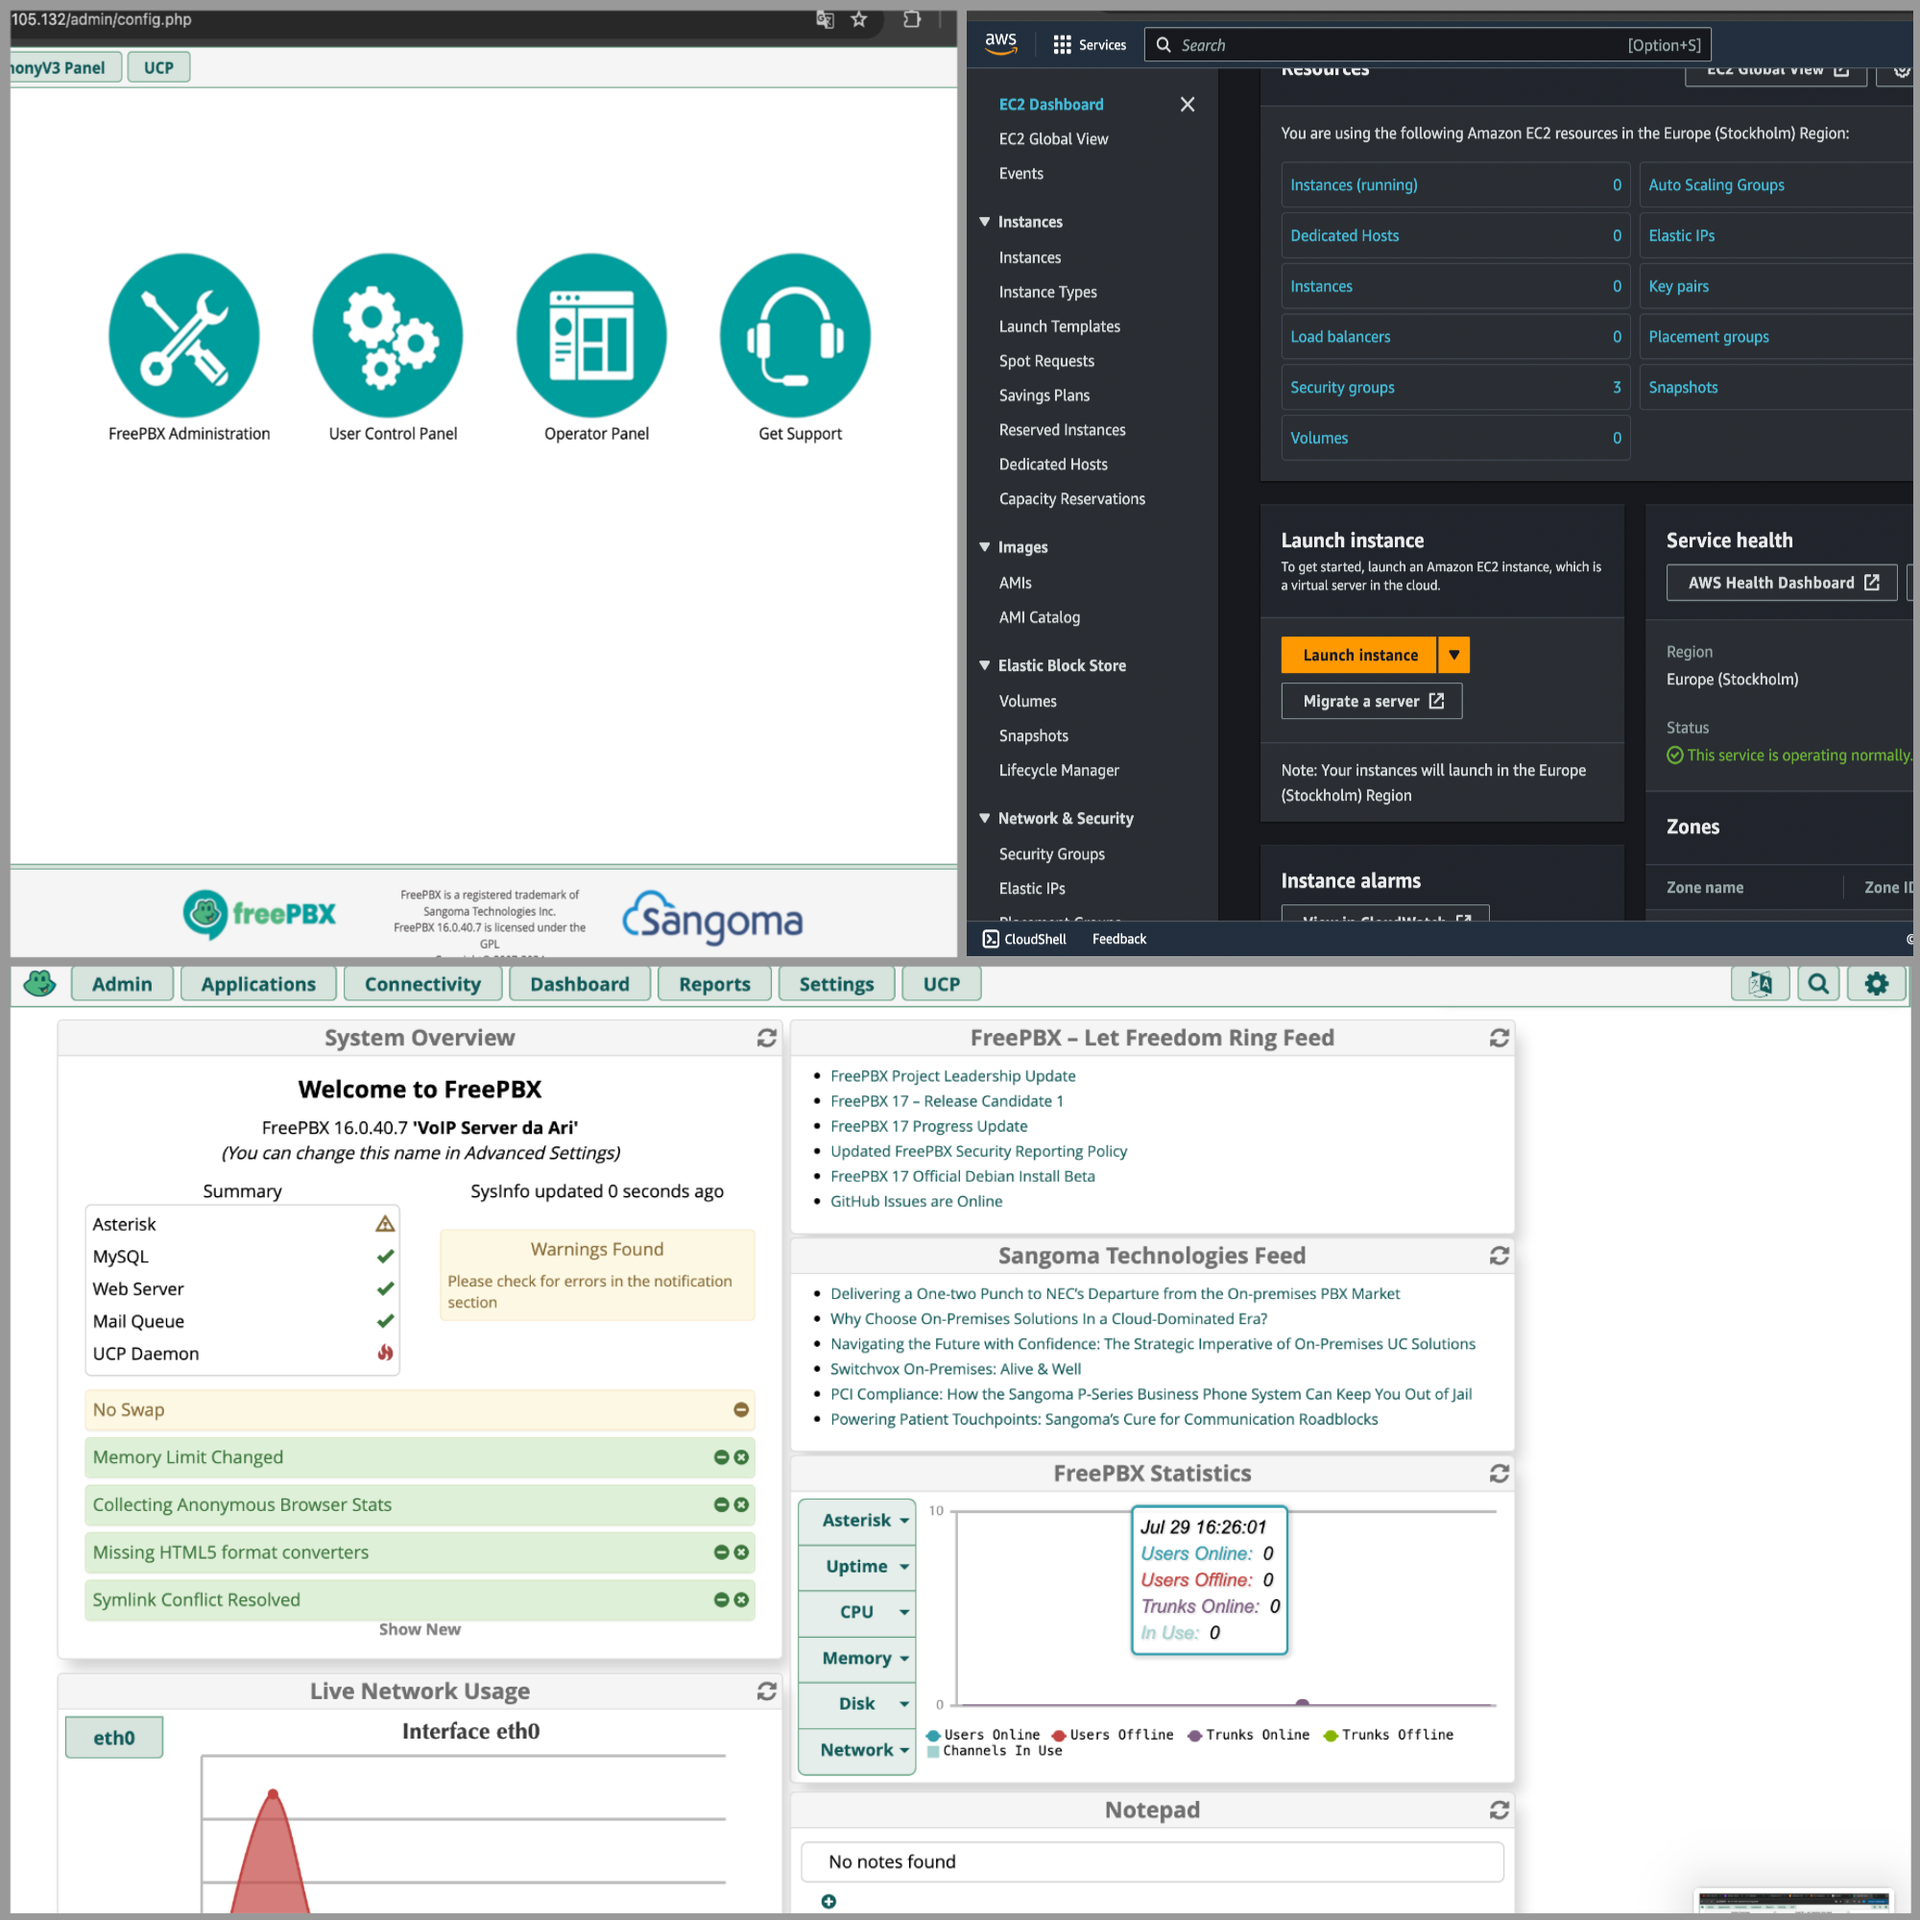 105.132/admin/config.php
nonyV3 Panel
UCP
FreePBX Administration
User Control Panel
Operator Panel
Get Support
freePBX
FreePBX is a registered trademark of
Sangoma Technologies Inc.
FreePBX 16.0.40.7 is licensed under the
GPL
Sangoma
aws
Services
Search
[Option+S]
EC2 Dashboard
EC2 Global View
Events
Instances
Instances
Instance Types
Launch Templates
Spot Requests
Savings Plans
Reserved Instances
Dedicated Hosts
Capacity Reservations
Images
AMIs
AMI Catalog
Elastic Block Store
Volumes
Snapshots
Lifecycle Manager
Network & Security
Security Groups
Elastic IPs
Placement Groups
Resources
EC2 Global View
You are using the following Amazon EC2 resources in the Europe (Stockholm) Region:
Instances (running) 0
Auto Scaling Groups
Dedicated Hosts 0
Elastic IPs
Instances 0
Key pairs
Load balancers 0
Placement groups
Security groups 3
Snapshots
Volumes 0
Launch instance
To get started, launch an Amazon EC2 instance, which is
a virtual server in the cloud.
Launch instance
Migrate a server
Note: Your instances will launch in the Europe
(Stockholm) Region
Instance alarms
View in CloudWatch
Service health
AWS Health Dashboard
Region
Europe (Stockholm)
Status
This service is operating normally.
Zones
Zone name
Zone ID
CloudShell
Feedback
©
Admin
Applications
Connectivity
Dashboard
Reports
Settings
UCP
System Overview
Welcome to FreePBX
FreePBX 16.0.40.7 'VoIP Server da Ari'
(You can change this name in Advanced Settings)
Summary
Asterisk
MySQL
Web Server
Mail Queue
UCP Daemon
SysInfo updated 0 seconds ago
Warnings Found
Please check for errors in the notification
section
No Swap
Memory Limit Changed
Collecting Anonymous Browser Stats
Missing HTML5 format converters
Symlink Conflict Resolved
Show New
Live Network Usage
eth0
Interface eth0
FreePBX – Let Freedom Ring Feed
FreePBX Project Leadership Update
FreePBX 17 – Release Candidate 1
FreePBX 17 Progress Update
Updated FreePBX Security Reporting Policy
FreePBX 17 Official Debian Install Beta
GitHub Issues are Online
Sangoma Technologies Feed
Delivering a One-two Punch to NEC's Departure from the On-premises PBX Market
Why Choose On-Premises Solutions In a Cloud-Dominated Era?
Navigating the Future with Confidence: The Strategic Imperative of On-Premises UC Solutions
Switchvox On-Premises: Alive & Well
PCI Compliance: How the Sangoma P-Series Business Phone System Can Keep You Out of Jail
Powering Patient Touchpoints: Sangoma's Cure for Communication Roadblocks
FreePBX Statistics
Asterisk
Uptime
CPU
Memory
Disk
Network
10
0
Jul 29 16:26:01
Users Online: 0
Users Offline: 0
Trunks Online: 0
In Use: 0
Users Online Users Offline Trunks Online Trunks Offline
Channels In Use
Notepad
No notes found